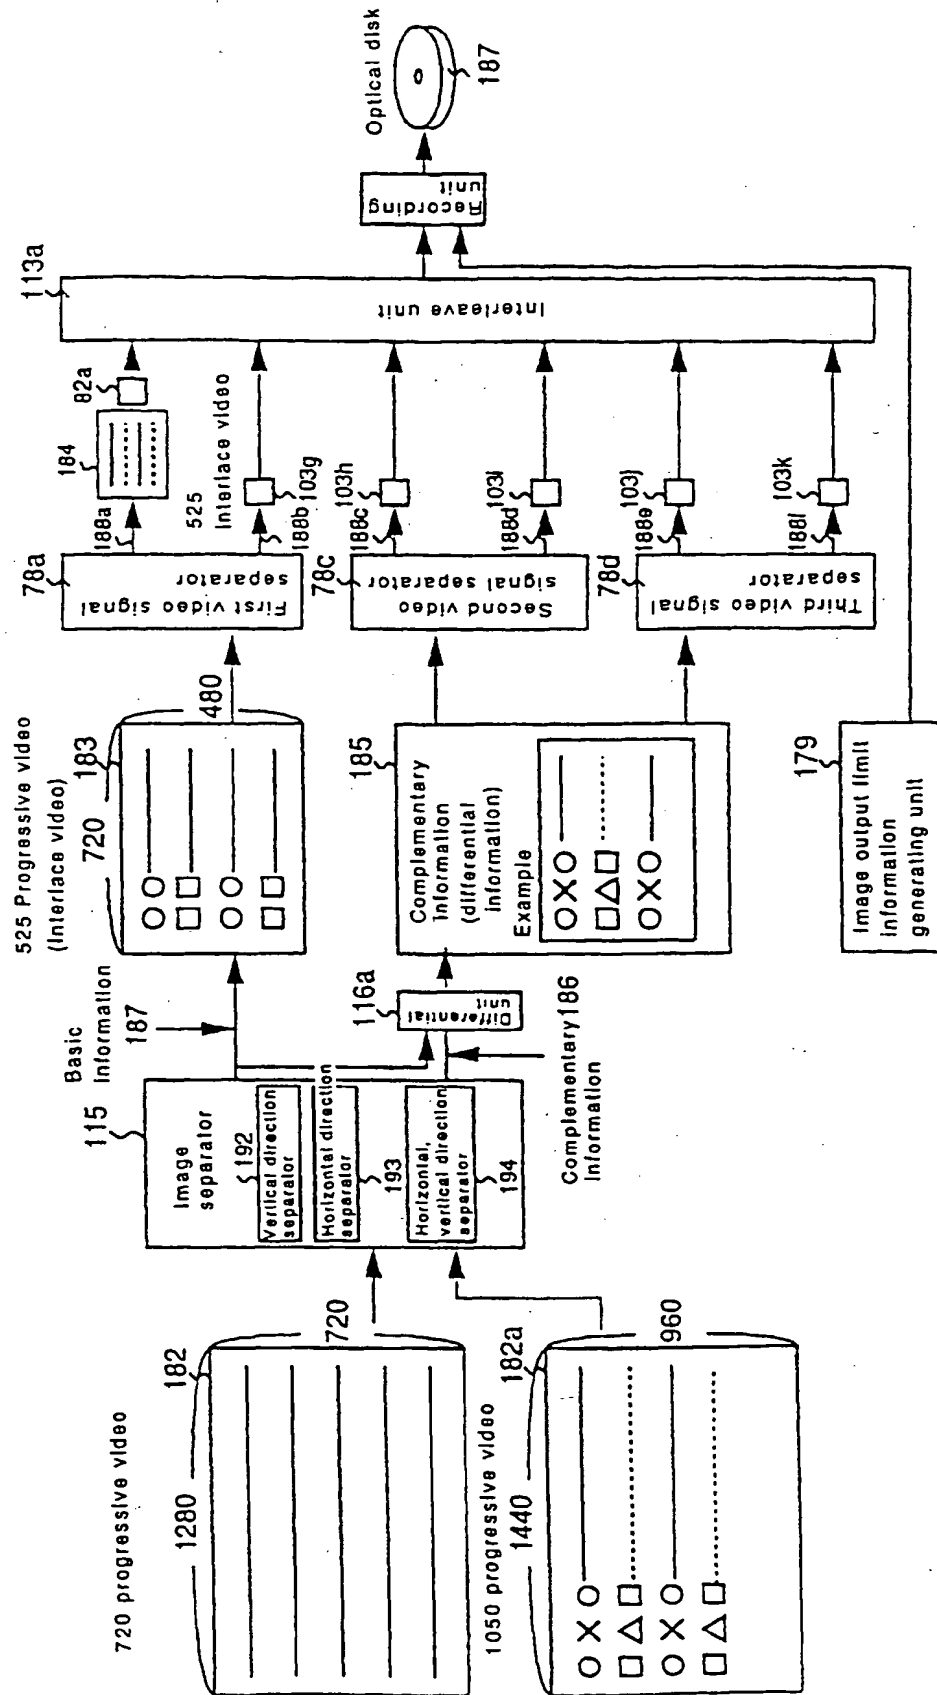 720 progressive video
1280
182
720
1050 progressive video
1440
182a
960
115
Image
separator
192
Vertical direction
separator
Horizontal direction
separator
193
Horizontal,
vertical direction
separator
194
Basic
Information
187
116a
Differential
unit
Complementary
Information
186
525 Progressive video
(Interlace video)
720
183
480
185
Complementary
Information
(differential
Information)
Example
179
Image output limit
Information
generating unit
78a
First video signal
separator
78c
Second video
signal separator
78d
Third video signal
separator
188a
184
82a
525
Interlace video
188b
103g
188c
103h
188d
103i
188e
103j
188f
103k
113a
Interleave unit
Recording
unit
Optical disk
187